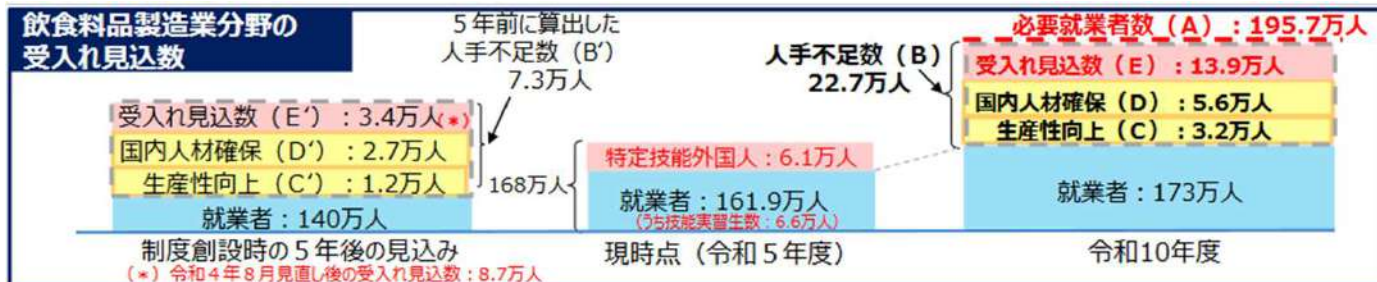 飲食料品製造業分野の
受入れ見込数
５年前に算出した
人手不足数（B′）
7.3万人
受入れ見込数（E′）：3.4万人(*)
国内人材確保（D′）：2.7万人
生産性向上（C′）：1.2万人
就業者：140万人
制度創設時の５年後の見込み
（*）令和４年８月見直し後の受入れ見込数：8.7万人
168万人
特定技能外国人：6.1万人
就業者：161.9万人
（うち技能実習生数：6.6万人）
現時点（令和５年度）
人手不足数（B）
22.7万人
必要就業者数（A）：195.7万人
受入れ見込数（E）：13.9万人
国内人材確保（D）：5.6万人
生産性向上（C）：3.2万人
就業者：173万人
令和10年度